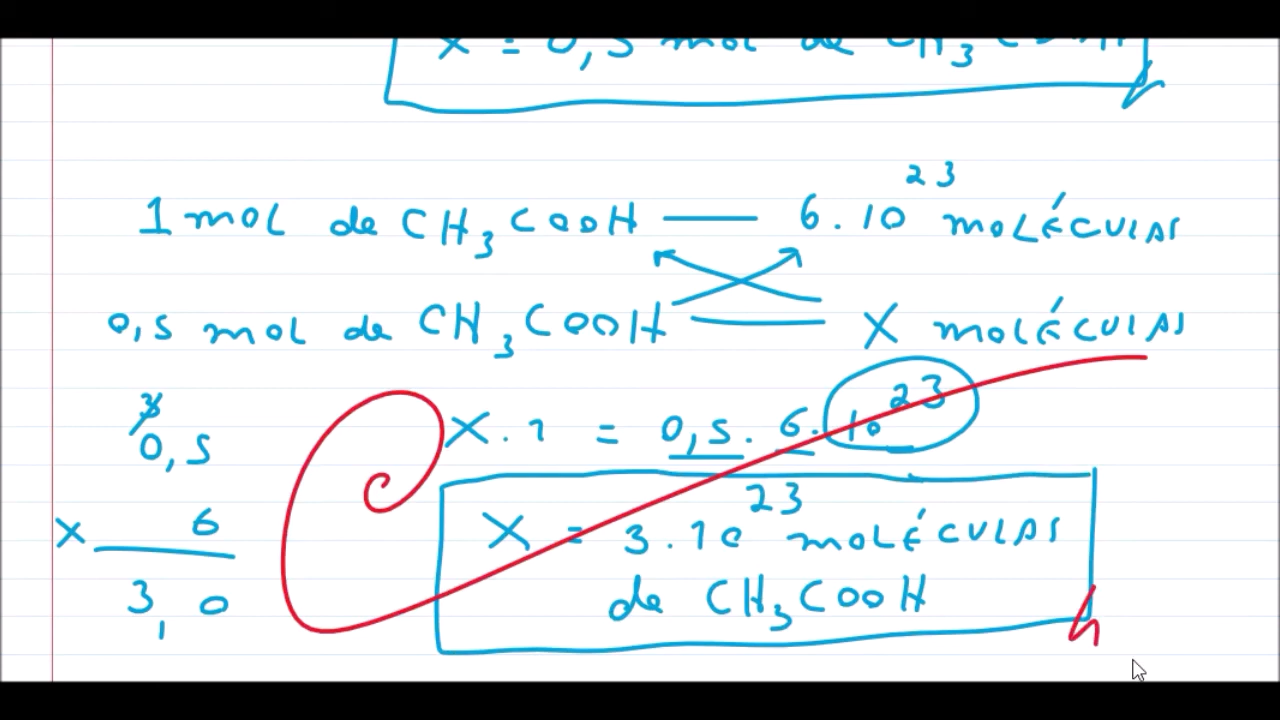 X = 0,5 mol de CH3COOH
1 mol de CH3COOH — 6.10^23 moléculas
0,5 mol de CH3COOH — X moléculas
X.1 = 0,5.6.10^23
X = 3.10^23 moléculas
de CH3COOH
3
0,5
x 6
3,0